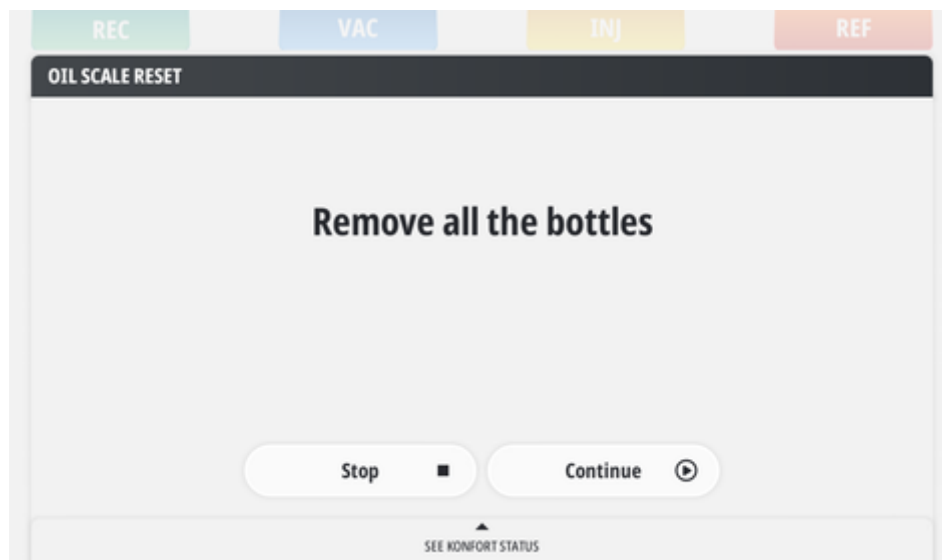 REC VAC INJ REF
OIL SCALE RESET
Remove all the bottles
Stop Continue
SEE KONFORT STATUS